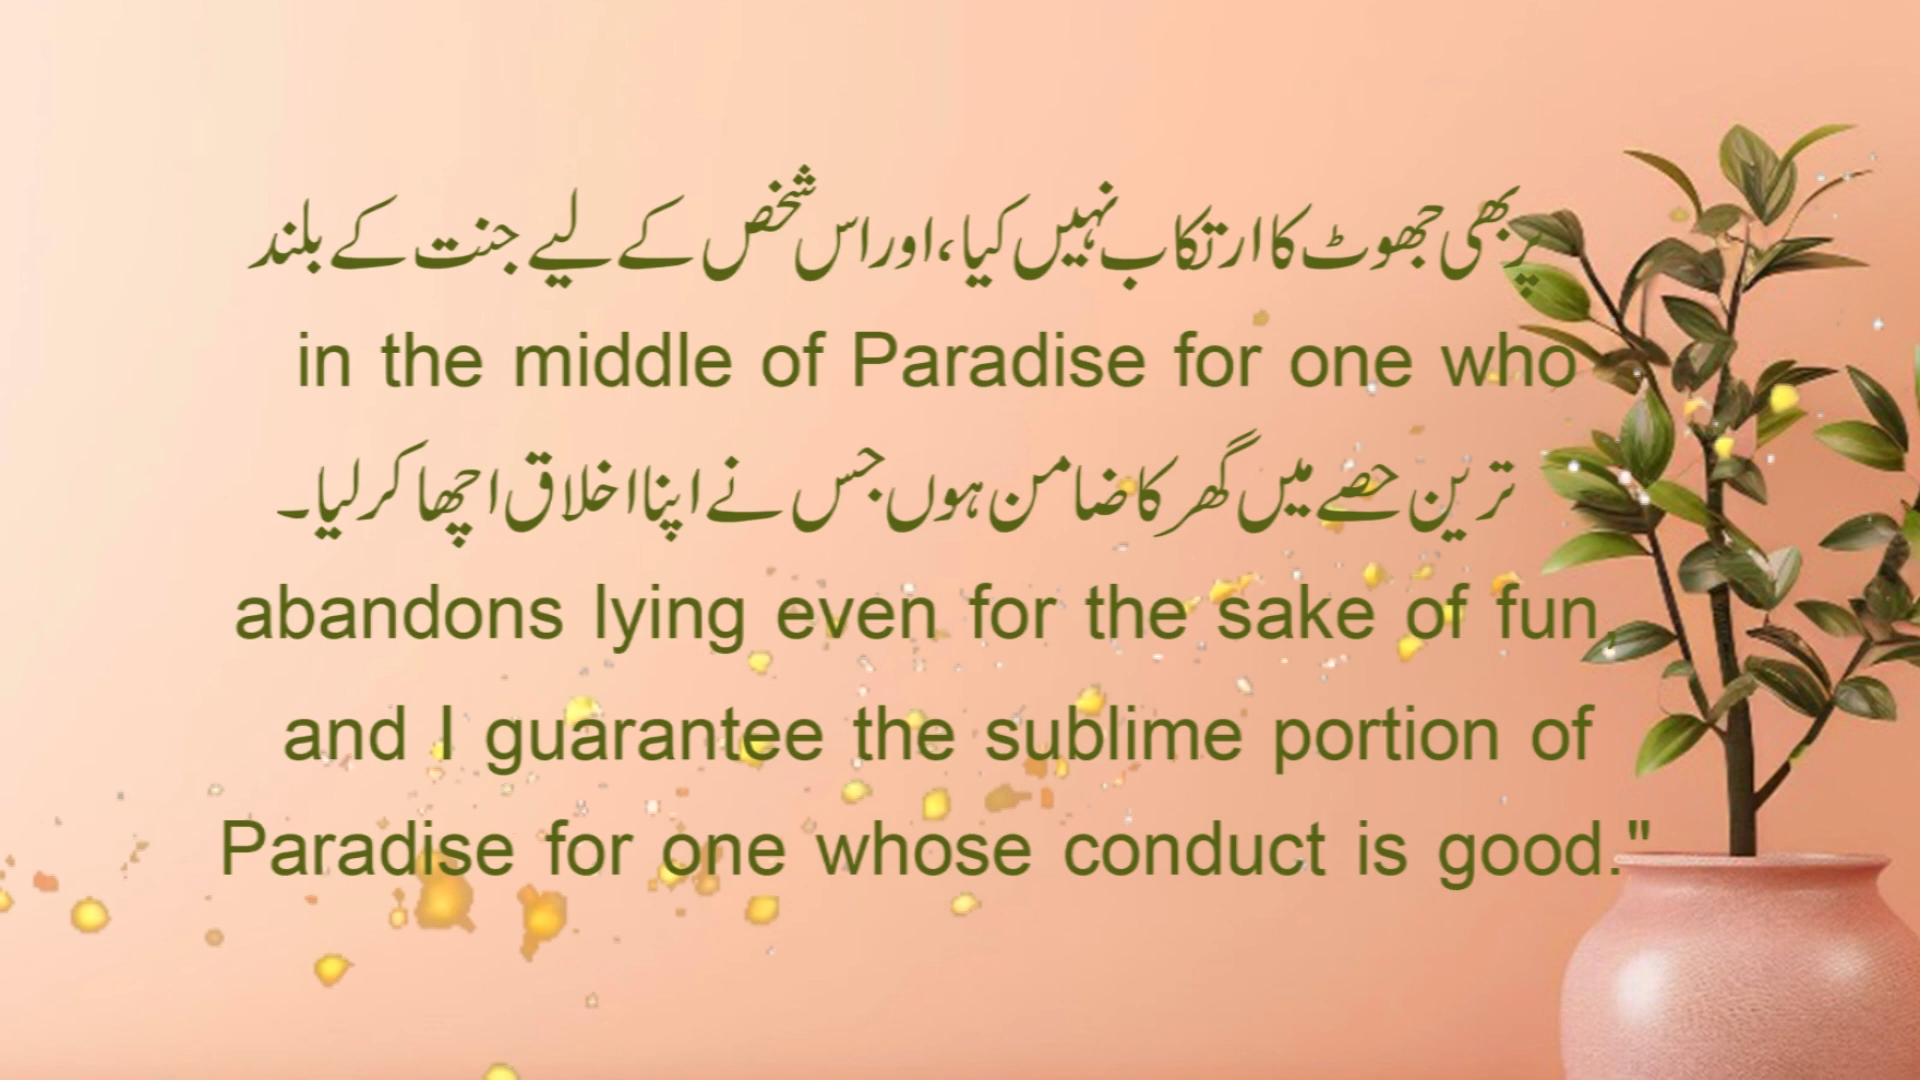 پر بھی جھوٹ کا ارتکاب نہیں کیا، اور اس شخص کے لیے جنت کے بلند
in the middle of Paradise for one who
ترین حصے میں گھر کا ضامن ہوں جس نے اپنا اخلاق اچھا کر لیا۔
abandons lying even for the sake of fun,
and I guarantee the sublime portion of
Paradise for one whose conduct is good."